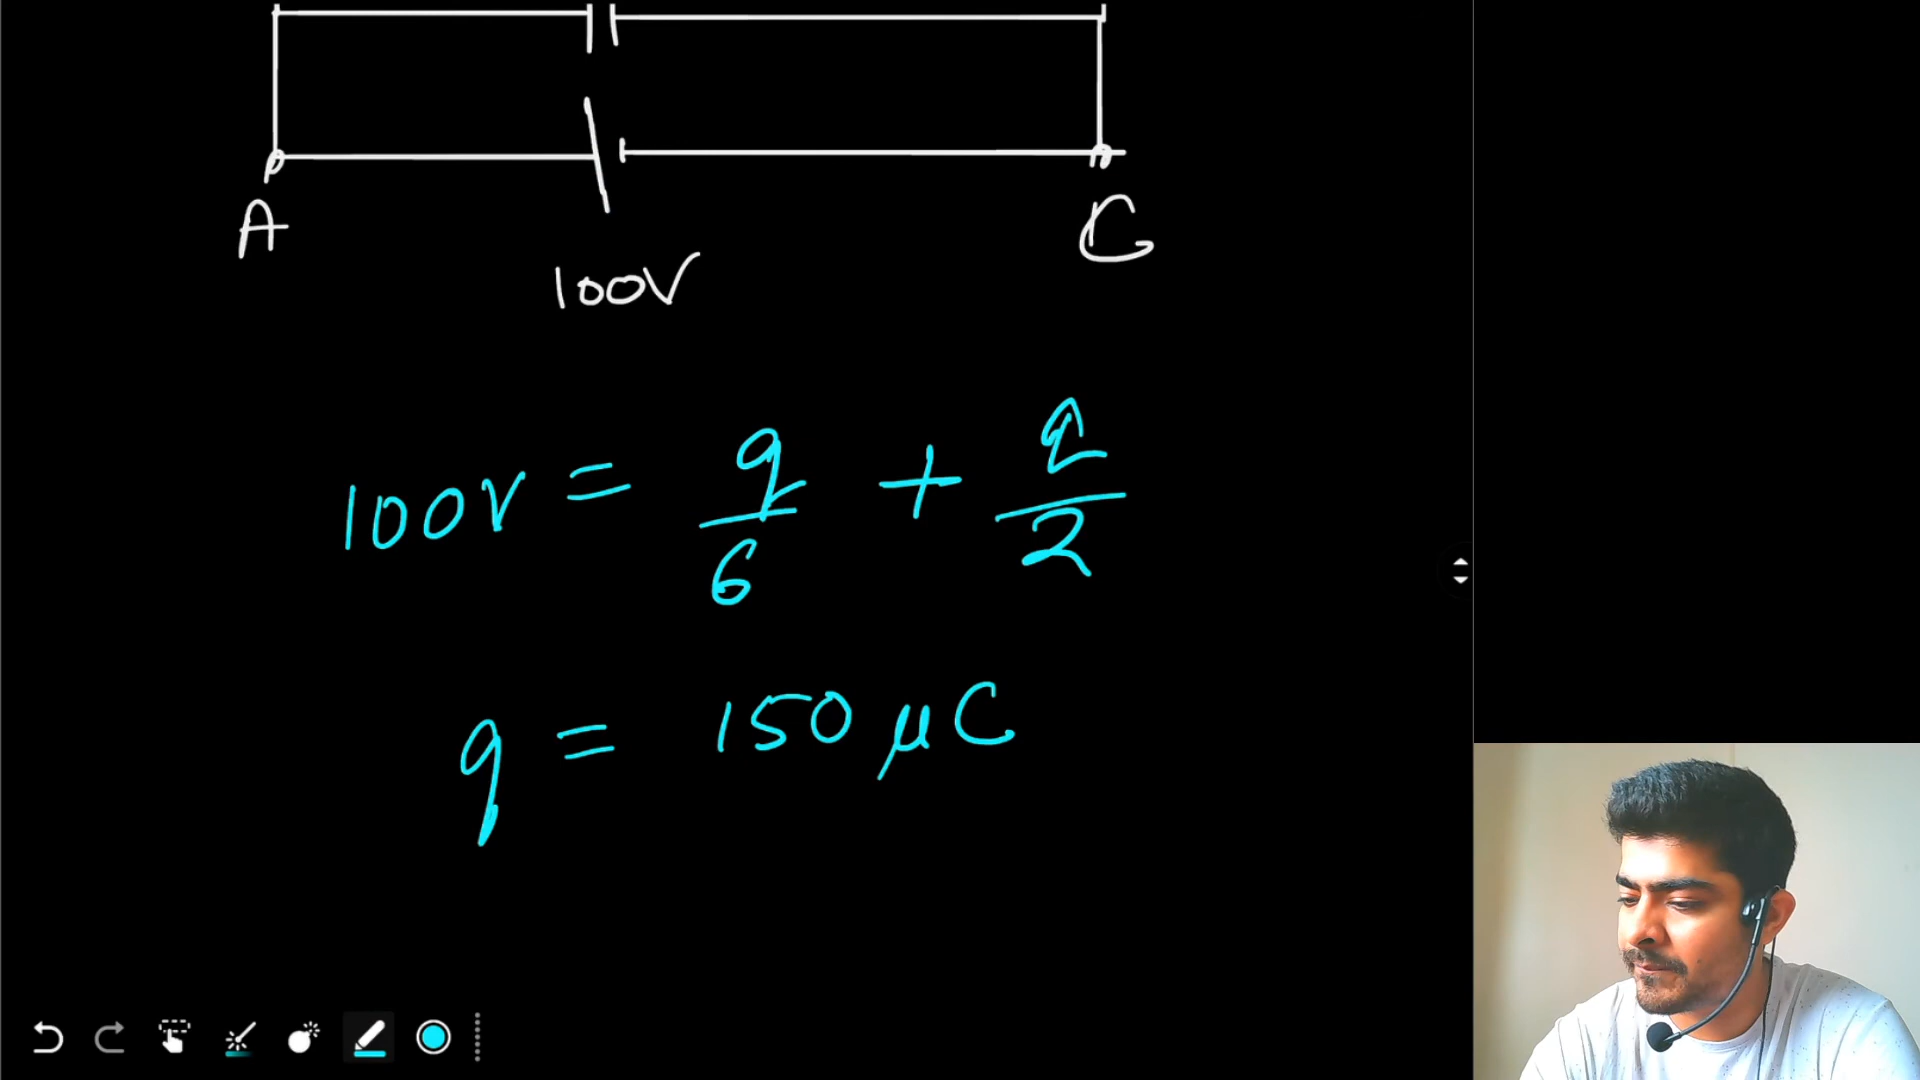 A
C
100V
100V = q/6 + q/2
q = 150 μC